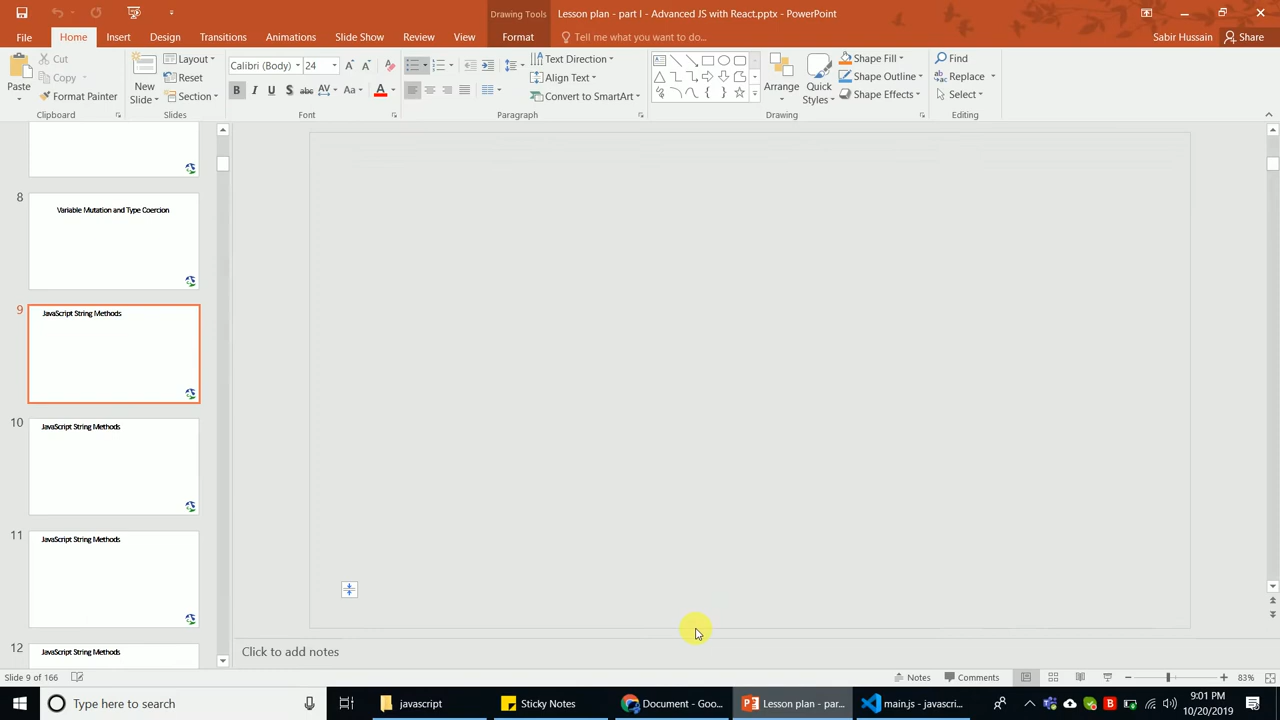 Drawing Tools
Lesson plan - part I - Advanced JS with React.pptx - PowerPoint
File Home Insert Design Transitions Animations Slide Show Review View Format Tell me what you want to do... Sabir Hussain Share
Paste Cut Copy Format Painter
New Slide Layout Reset Section
Calibri (Body) 24
B I U S abc AV Aa A
Text Direction Align Text Convert to SmartArt
Arrange Quick Styles
Shape Fill Shape Outline Shape Effects
Find Replace Select
Clipboard Slides Font Paragraph Drawing Editing
8
Variable Mutation and Type Coercion
9
JavaScript String Methods
10
JavaScript String Methods
11
JavaScript String Methods
12
JavaScript String Methods
Click to add notes
Slide 9 of 166 Notes Comments 83%
Type here to search javascript Sticky Notes Document - Goo... Lesson plan - par... main.js - javascri...
9:01 PM
10/20/2019